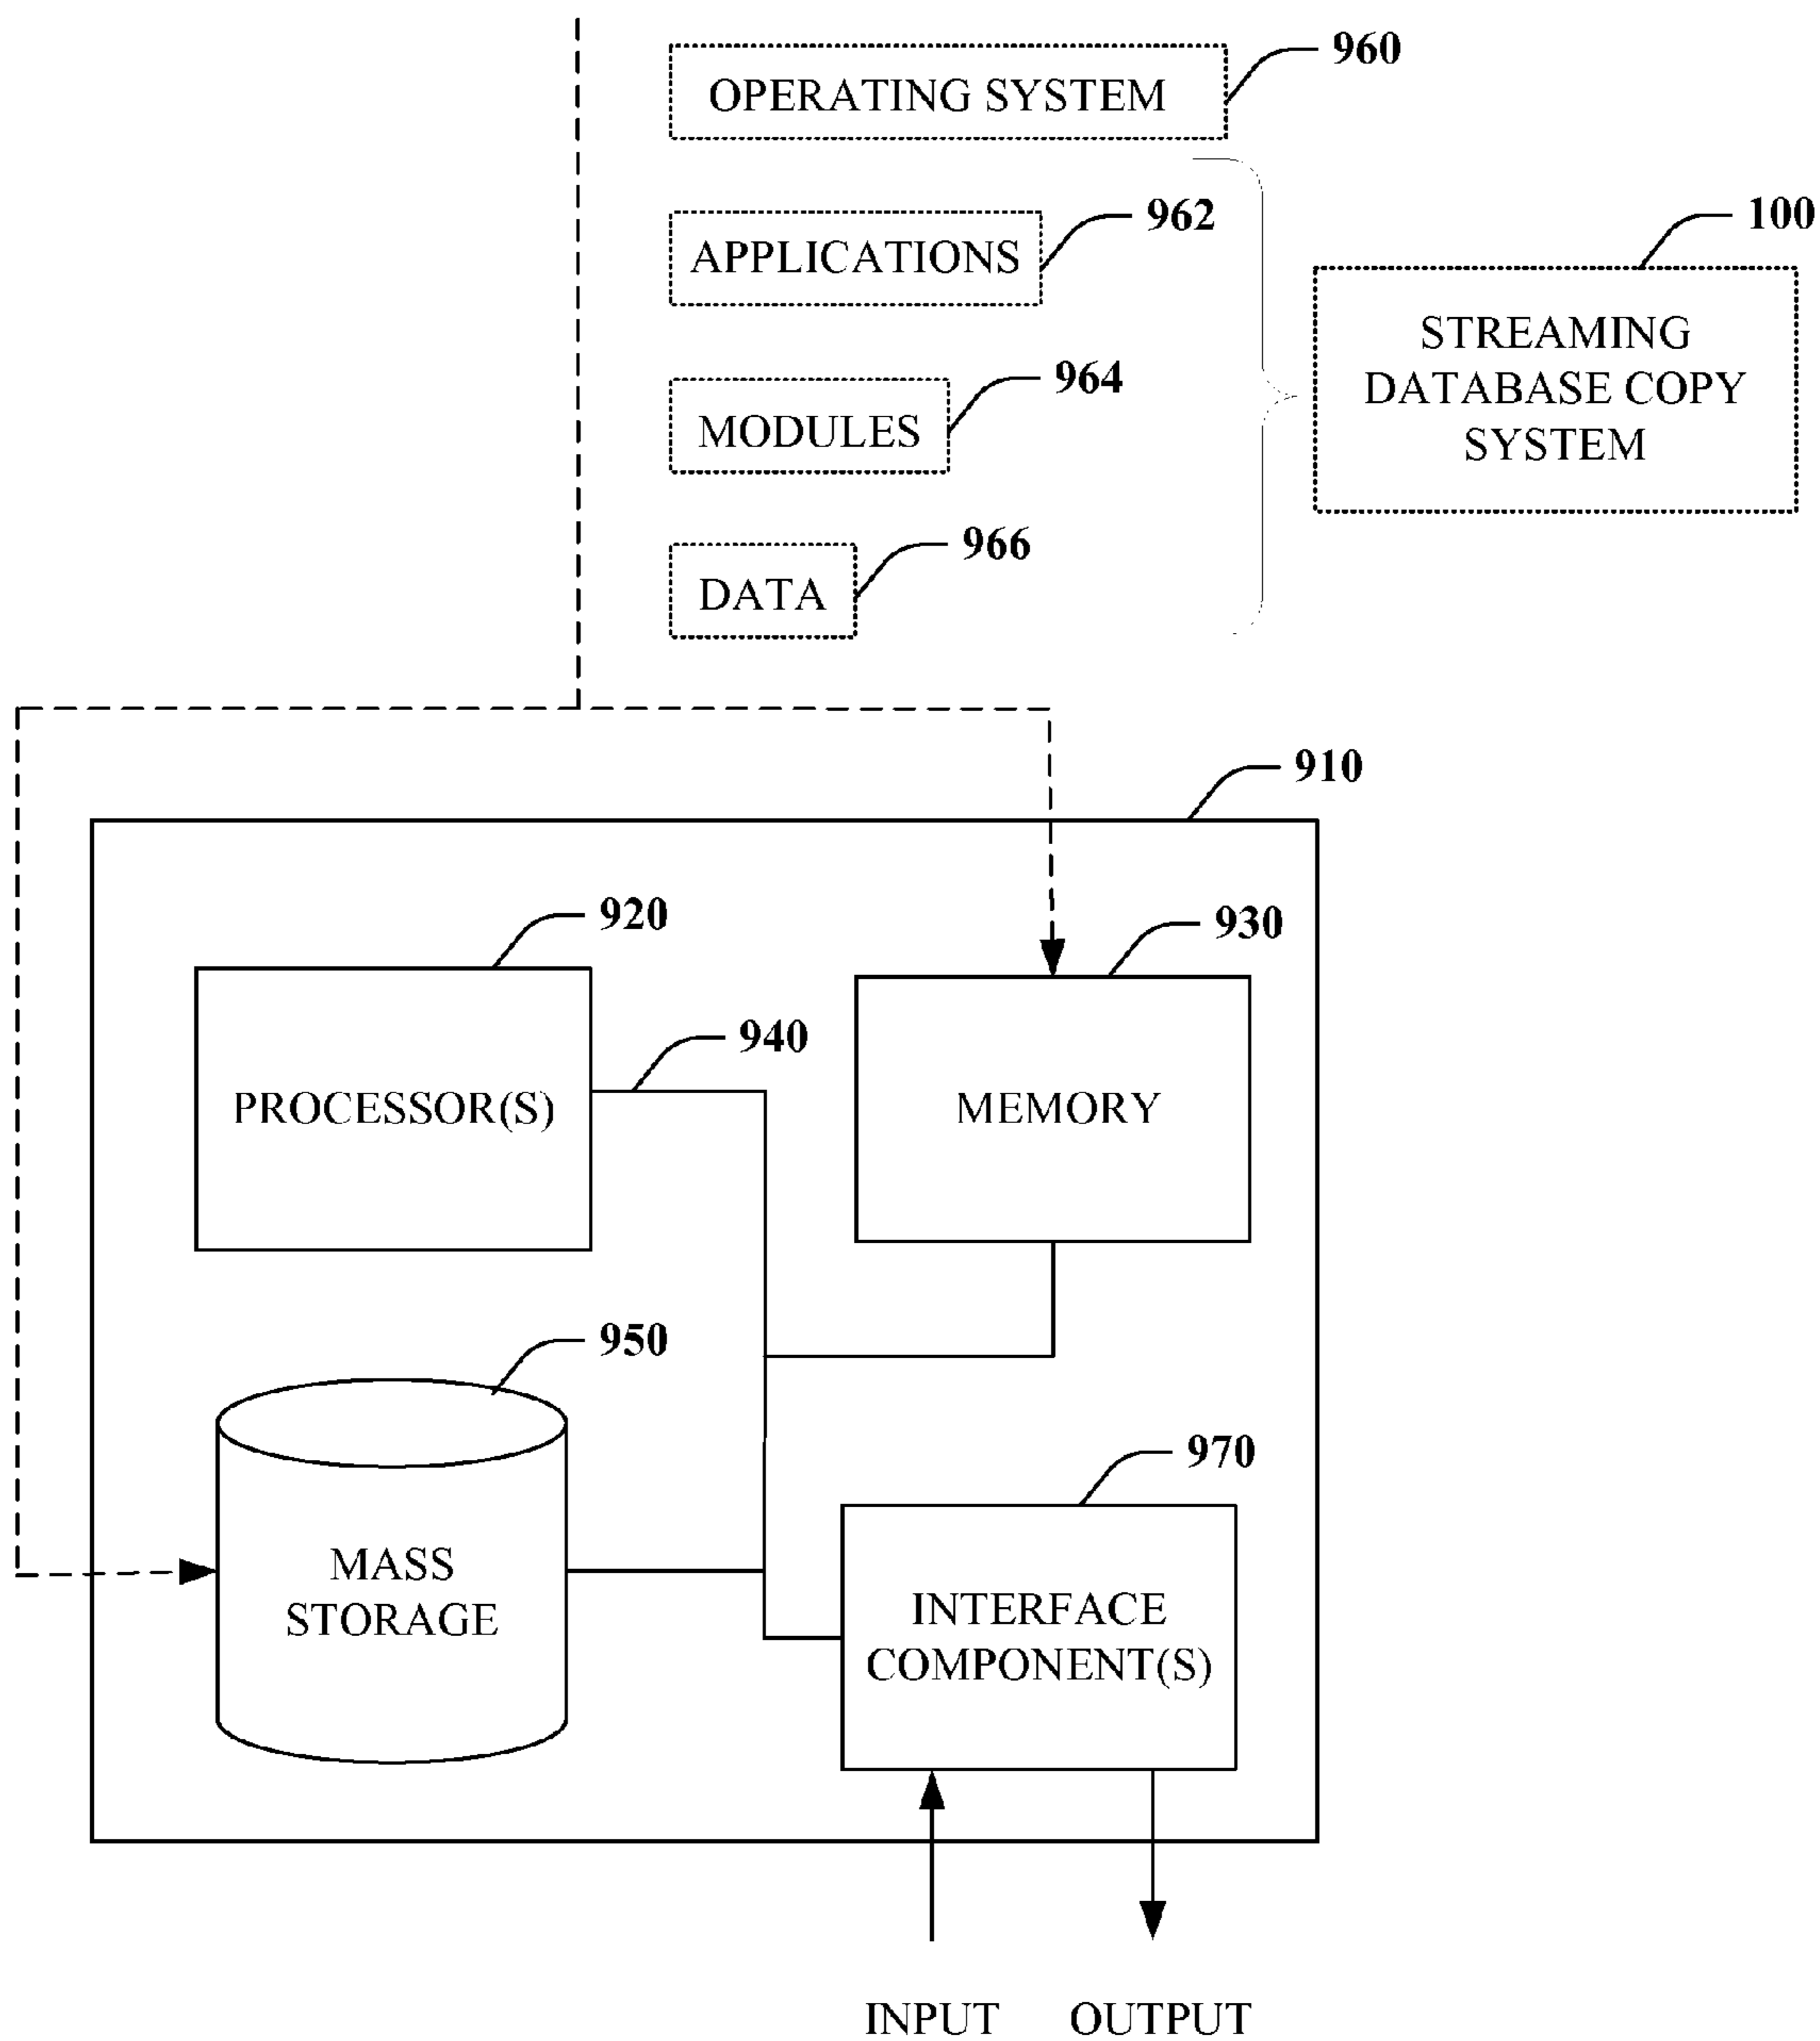 960
OPERATING SYSTEM
962
APPLICATIONS
100
STREAMING
DATABASE COPY
SYSTEM
964
MODULES
966
DATA
910
920
PROCESSOR(S)
930
MEMORY
940
950
MASS
STORAGE
970
INTERFACE
COMPONENT(S)
INPUT
OUTPUT